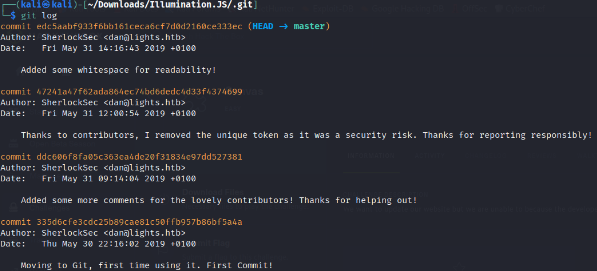 (kali㉿kali)-[~/Downloads/Illumination.JS/.git]
$ git log
commit edc5aabf933f6bb161ceca6cf7d0d2160ce333ec (HEAD → master)
Author: SherlockSec <dan@lights.htb>
Date: Fri May 31 14:16:43 2019 +0100
Added some whitespace for readability!
commit 47241a47f62ada864ec74bd6dedc4d33f4374699
Author: SherlockSec <dan@lights.htb>
Date: Fri May 31 12:00:54 2019 +0100
Thanks to contributors, I removed the unique token as it was a security risk. Thanks for reporting responsibly!
commit ddc606f8fa05c363ea4de20f31834e97dd527381
Author: SherlockSec <dan@lights.htb>
Date: Fri May 31 09:14:04 2019 +0100
Added some more comments for the lovely contributors! Thanks for helping out!
commit 335d6cfe3cdc25b89cae81c50ffb957b86bf5a4a
Author: SherlockSec <dan@lights.htb>
Date: Thu May 30 22:16:02 2019 +0100
Moving to Git, first time using it. First Commit!